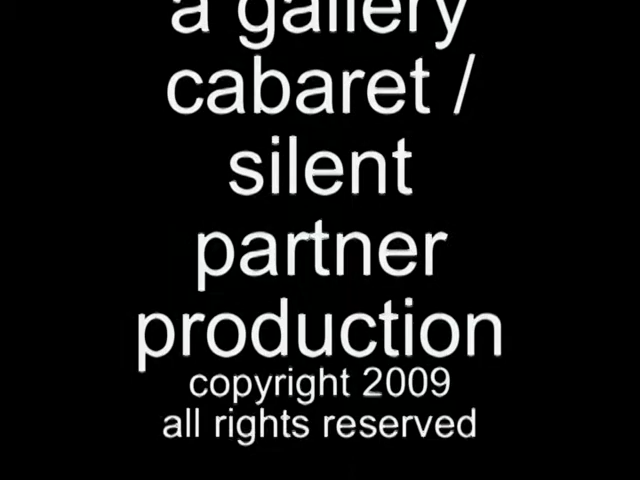 a gallery
cabaret /
silent
partner
production
copyright 2009
all rights reserved